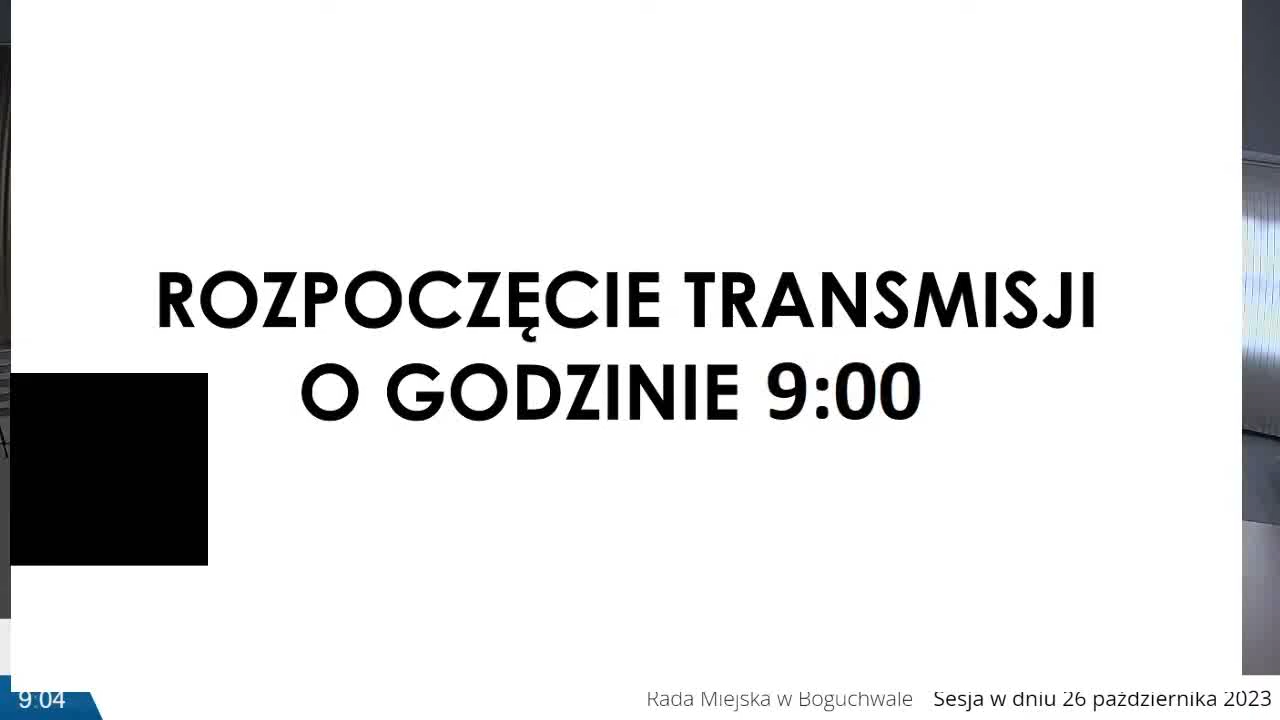 ROZPOCZĘCIE TRANSMISJI
O GODZINIE 9:00
9:04
Rada Miejska w Boguchwale Sesja w dniu 26 października 2023